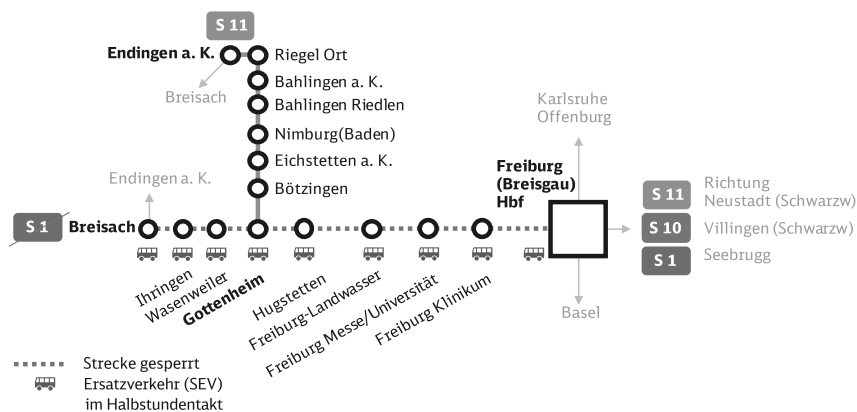 S 11
Endingen a. K.
Riegel Ort
Breisach
Bahlingen a. K.
Bahlingen Riedlen
Nimburg(Baden)
Eichstetten a. K.
Bötzingen
Endingen a. K.
S 1
Breisach
Ihringen
Wasenweiler
Gottenheim
Hugstetten
Freiburg-Landwasser
Freiburg Messe/Universität
Freiburg Klinikum
Karlsruhe
Offenburg
Freiburg
(Breisgau)
Hbf
Basel
S 11
Richtung
Neustadt (Schwarzw)
S 10
Villingen (Schwarzw)
S 1
Seebrugg
Strecke gesperrt
Ersatzverkehr (SEV)
im Halbstundentakt